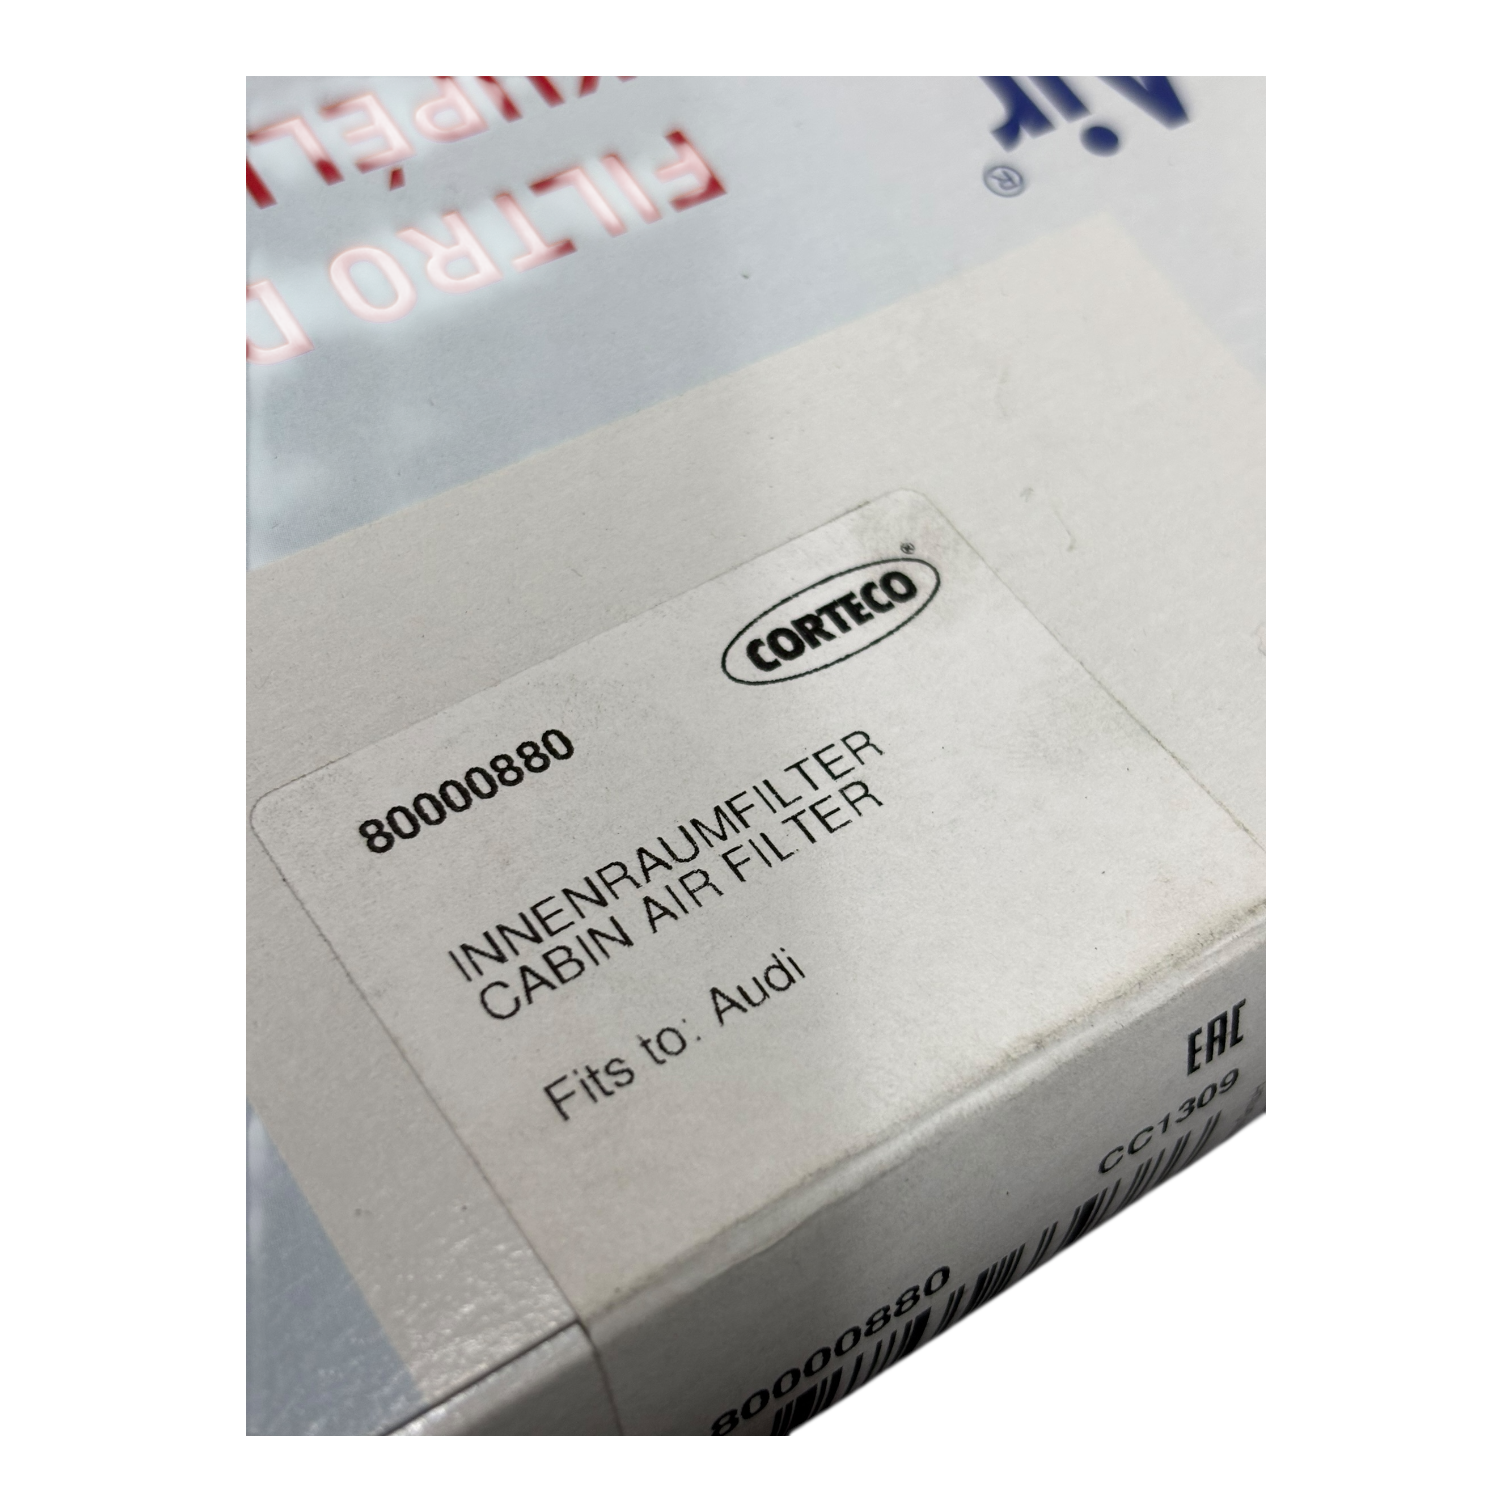 Air®
FILTRO D
CORTECO®
80000880
INNENRAUMFILTER
CABIN AIR FILTER
Fits to: Audi
EAC
CC1309
80000880